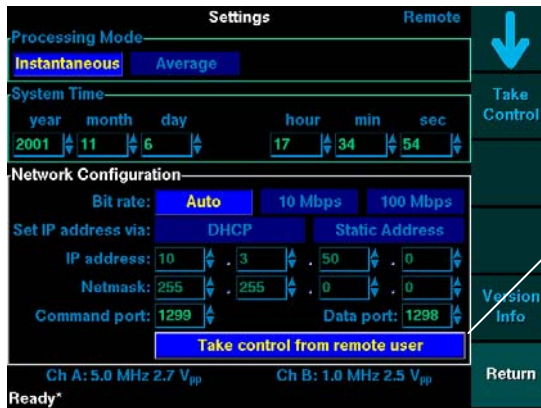 Settings Remote
Processing Mode
Instantaneous Average
System Time
year month day hour min sec
2001 11 6 17 34 54
Network Configuration
Bit rate: Auto 10 Mbps 100 Mbps
Set IP address via: DHCP Static Address
IP address: 10 . 3 . 50 . 0
Netmask: 255 . 255 . 0 . 0
Command port: 1299 Data port: 1298
Take control from remote user
Ch A: 5.0 MHz 2.7 Vpp Ch B: 1.0 MHz 2.5 Vpp
Ready*
Take
Control
Version
Info
Return